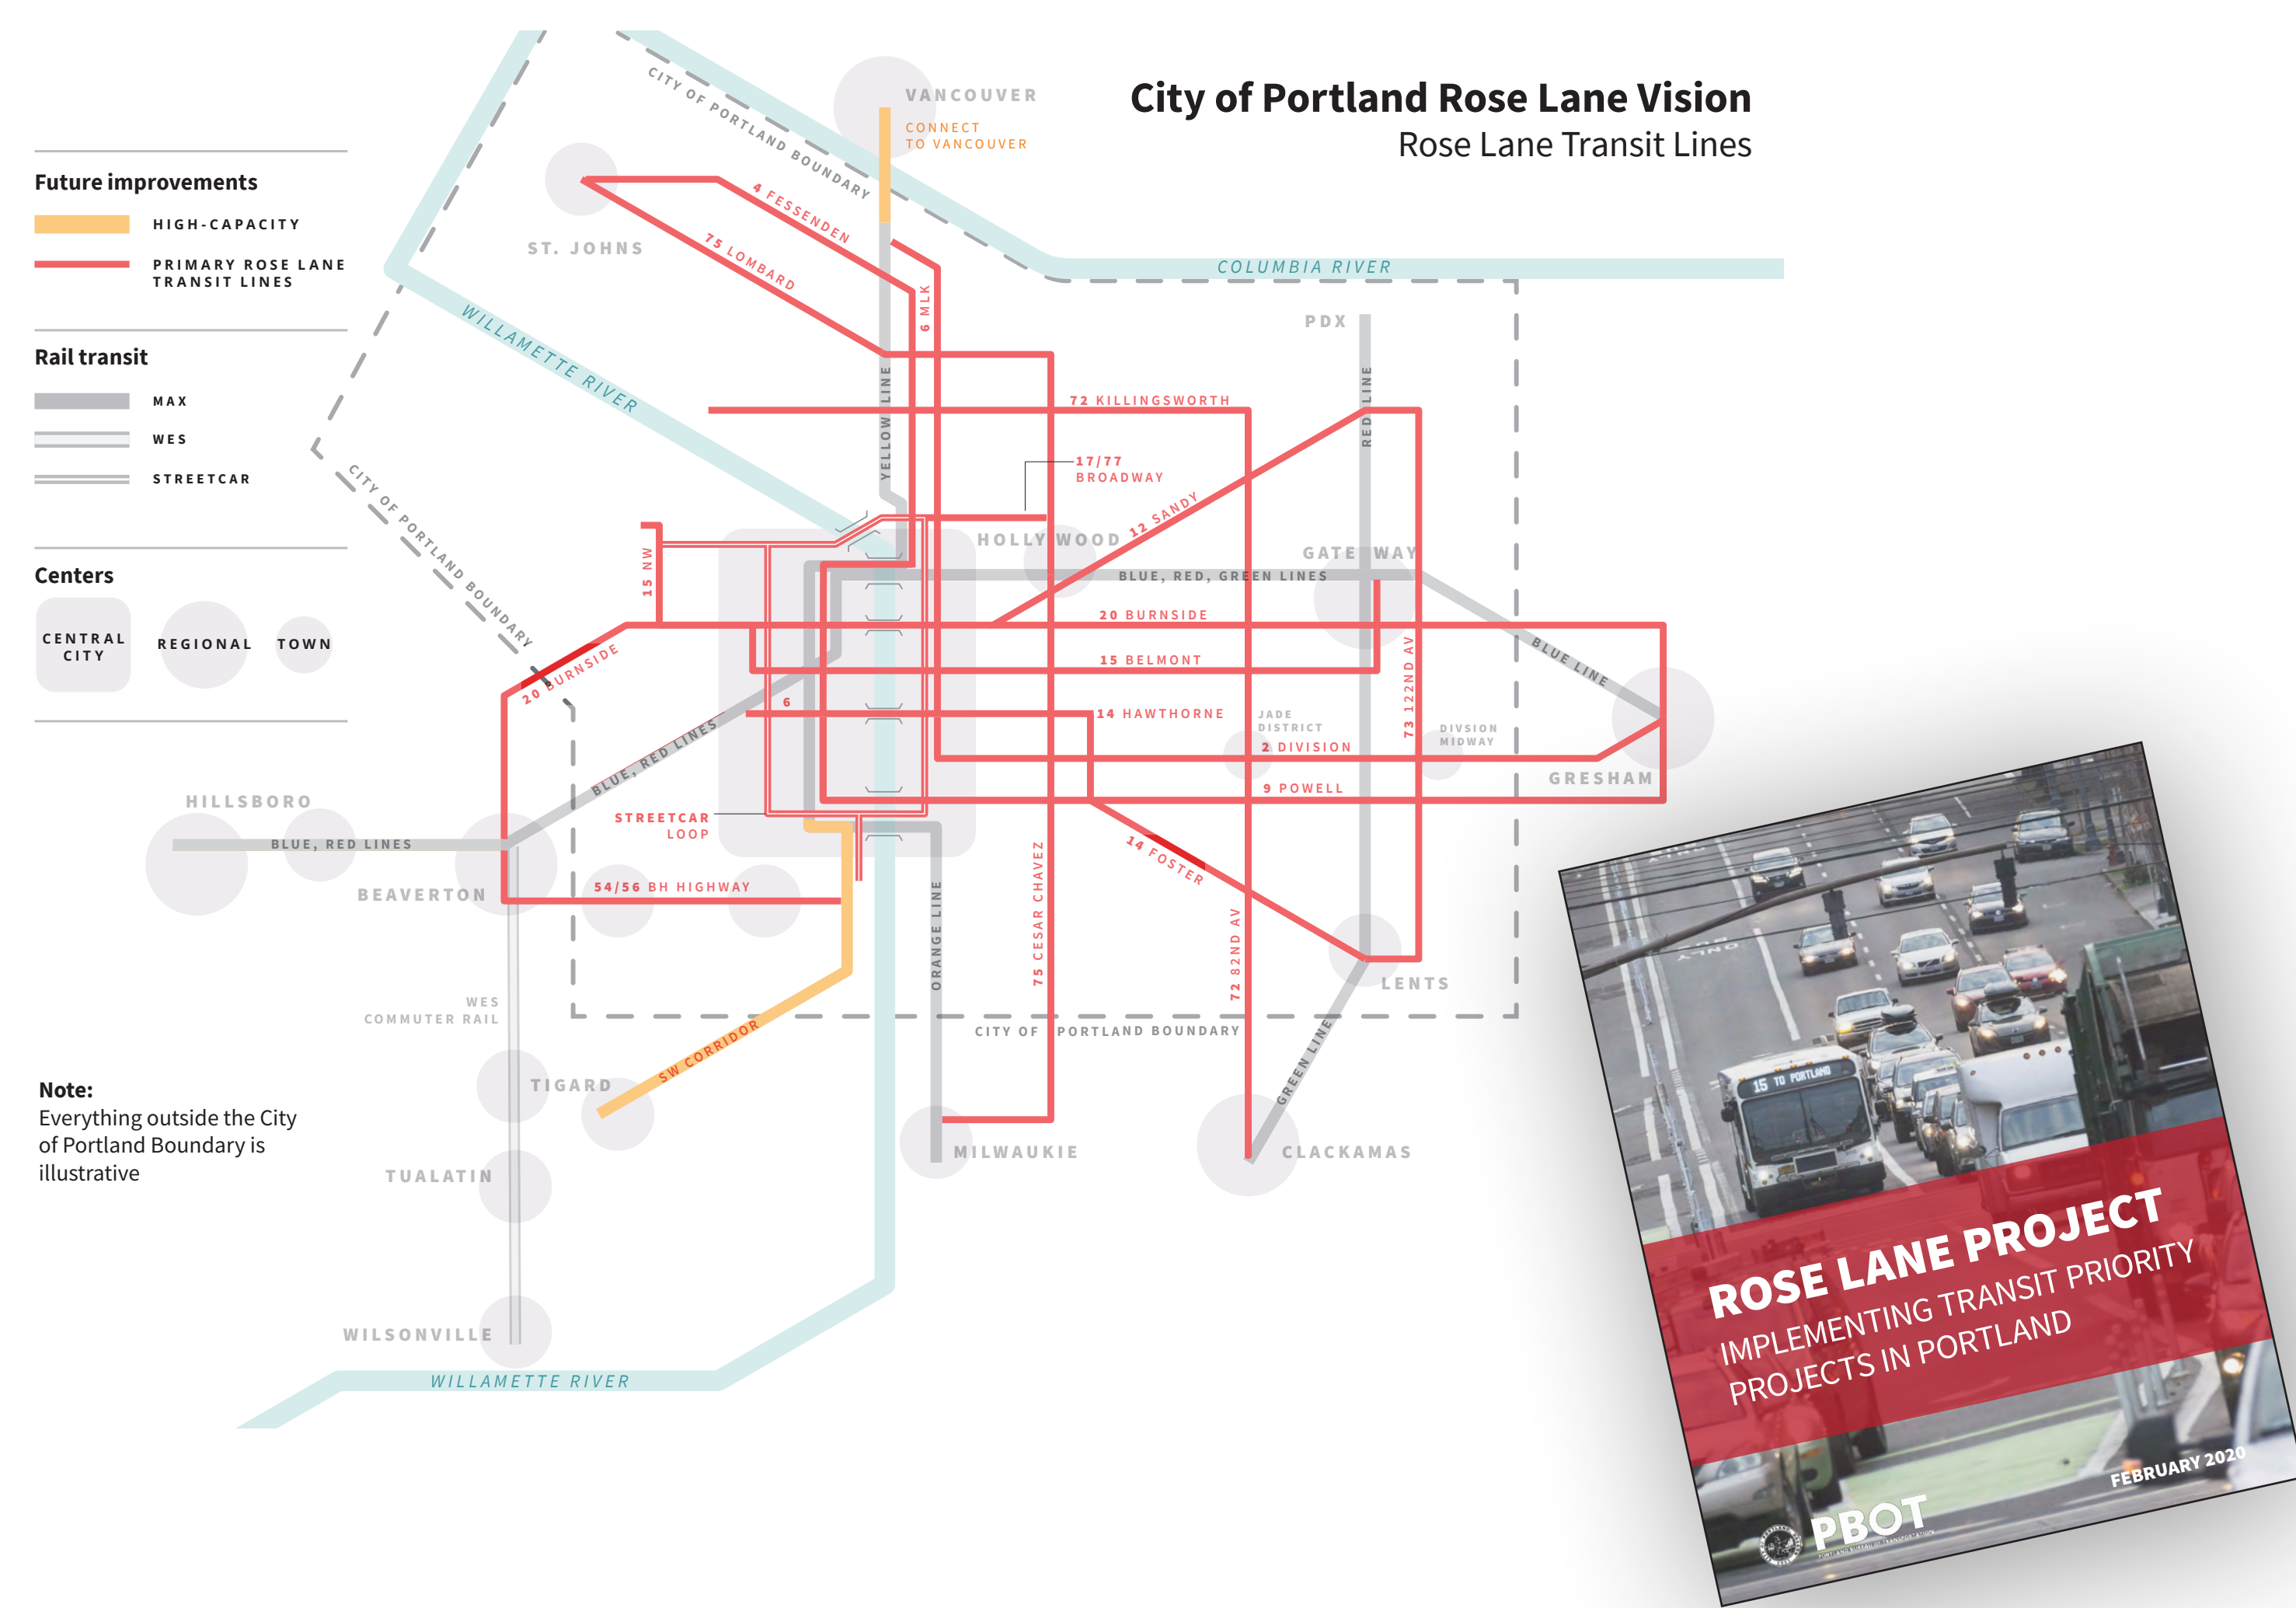 City of Portland Rose Lane Vision
Rose Lane Transit Lines
Future improvements
HIGH-CAPACITY
PRIMARY ROSE LANE
TRANSIT LINES
Rail transit
MAX
WES
STREETCAR
Centers
CENTRAL
CITY
REGIONAL
TOWN
Note:
Everything outside the City
of Portland Boundary is
illustrative
CITY OF PORTLAND BOUNDARY
VANCOUVER
CONNECT
TO VANCOUVER
4 FESSENDEN
75 LOMBARD
ST. JOHNS
6 MLK
COLUMBIA RIVER
WILLAMETTE RIVER
PDX
YELLOW LINE
RED LINE
72 KILLINGSWORTH
17/77
BROADWAY
12 SANDY
CITY OF PORTLAND BOUNDARY
15 NW
HOLLYWOOD
GATEWAY
BLUE, RED, GREEN LINES
20 BURNSIDE
20 BURNSIDE
15 BELMONT
73 122ND AV
BLUE LINE
6
14 HAWTHORNE
JADE
DISTRICT
DIVSION
MIDWAY
2 DIVISION
BLUE, RED LINES
9 POWELL
GRESHAM
HILLSBORO
BLUE, RED LINES
STREETCAR
LOOP
14 FOSTER
BEAVERTON
54/56 BH HIGHWAY
ORANGE LINE
75 CESAR CHAVEZ
72 82ND AV
LENTS
WES
COMMUTER RAIL
CITY OF PORTLAND BOUNDARY
SW CORRIDOR
GREEN LINE
TIGARD
MILWAUKIE
CLACKAMAS
TUALATIN
WILSONVILLE
WILLAMETTE RIVER
ONLY
ONLY
15 TO PORTLAND
ROSE LANE PROJECT
IMPLEMENTING TRANSIT PRIORITY
PROJECTS IN PORTLAND
FEBRUARY 2020
PBOT
PORTLAND BUREAU OF TRANSPORTATION